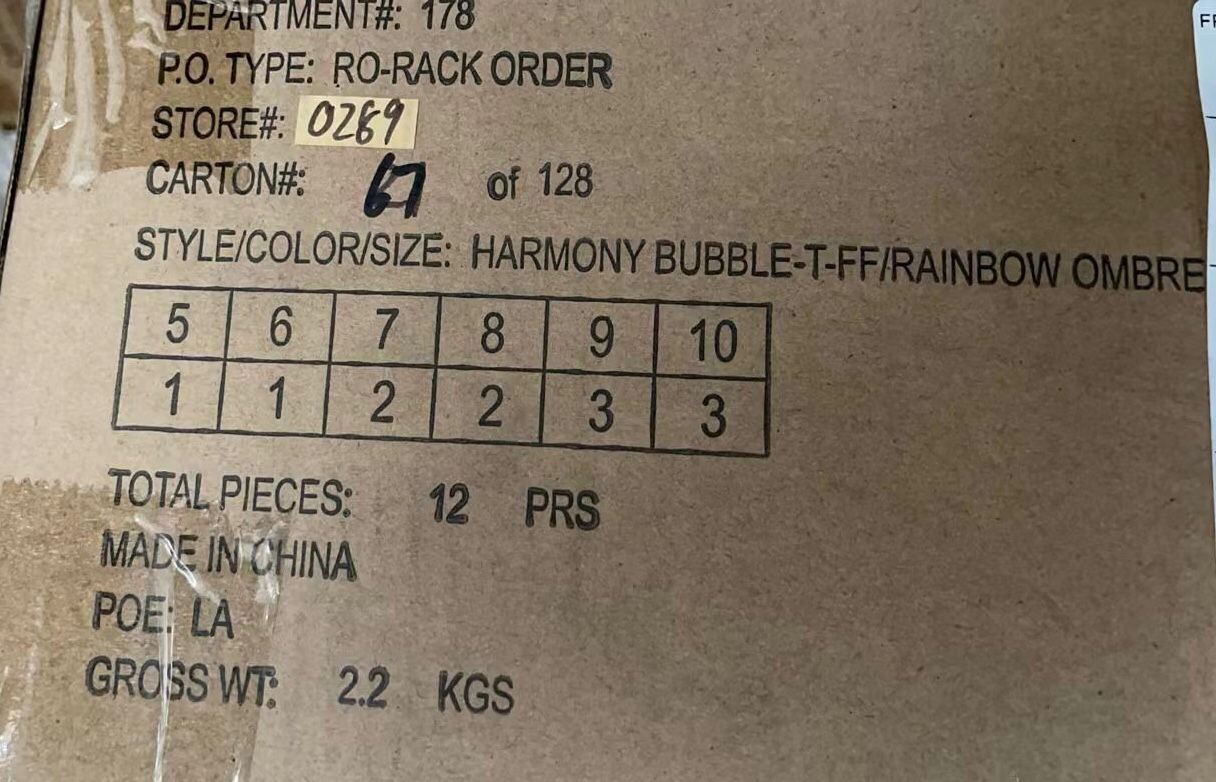 DEPARTMENT#: 178
P.O. TYPE: RO-RACK ORDER
STORE#: 0289
CARTON#: 67 of 128
STYLE/COLOR/SIZE: HARMONY BUBBLE-T-FF/RAINBOW OMBRE
5 6 7 8 9 10
1 1 2 2 3 3
TOTAL PIECES: 12 PRS
MADE IN CHINA
POE: LA
GROSS WT: 2.2 KGS